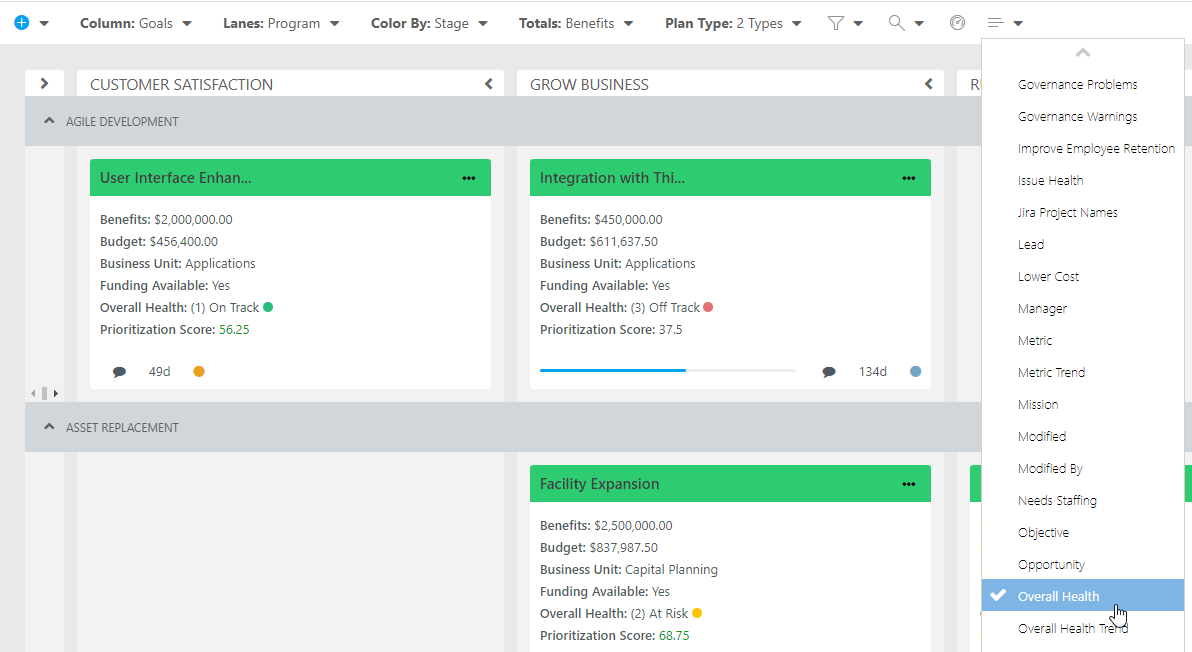 Column: Goals Lanes: Program Color By: Stage Totals: Benefits Plan Type: 2 Types
CUSTOMER SATISFACTION
GROW BUSINESS
R
AGILE DEVELOPMENT
User Interface Enhan...
Benefits: $2,000,000.00
Budget: $456,400.00
Business Unit: Applications
Funding Available: Yes
Overall Health: (1) On Track
Prioritization Score: 56.25
49d
Integration with Thi...
Benefits: $450,000.00
Budget: $611,637.50
Business Unit: Applications
Funding Available: Yes
Overall Health: (3) Off Track
Prioritization Score: 37.5
134d
ASSET REPLACEMENT
Facility Expansion
Benefits: $2,500,000.00
Budget: $837,987.50
Business Unit: Capital Planning
Funding Available: Yes
Overall Health: (2) At Risk
Prioritization Score: 68.75
Governance Problems
Governance Warnings
Improve Employee Retention
Issue Health
Jira Project Names
Lead
Lower Cost
Manager
Metric
Metric Trend
Mission
Modified
Modified By
Needs Staffing
Objective
Opportunity
Overall Health
Overall Health Trend